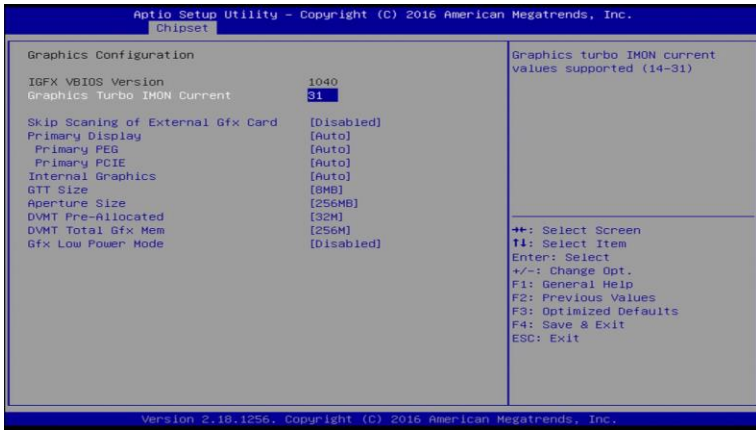 Aptio Setup Utility – Copyright (C) 2016 American Megatrends, Inc.
Chipset
Graphics Configuration
IGFX VBIOS Version 1040
Graphics Turbo IMON Current 31
Skip Scaning of External Gfx Card [Disabled]
Primary Display [Auto]
Primary PEG [Auto]
Primary PCIE [Auto]
Internal Graphics [Auto]
GTT Size [8MB]
Aperture Size [256MB]
DVMT Pre-Allocated [32M]
DVMT Total Gfx Mem [256M]
Gfx Low Power Mode [Disabled]
Graphics turbo IMON current
values supported (14-31)
→←: Select Screen
↑↓: Select Item
Enter: Select
+/-: Change Opt.
F1: General Help
F2: Previous Values
F3: Optimized Defaults
F4: Save & Exit
ESC: Exit
Version 2.18.1256. Copyright (C) 2016 American Megatrends, Inc.